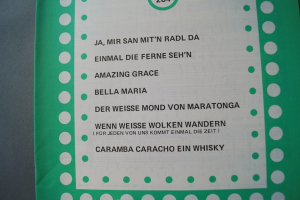 204
JA, MIR SAN MIT'N RADL DA
EINMAL DIE FERNE SEH'N
AMAZING GRACE
BELLA MARIA
DER WEISSE MOND VON MARATONGA
WENN WEISSE WOLKEN WANDERN
( FÜR JEDEN VON UNS KOMMT EINMAL DIE ZEIT )
CARAMBA CARACHO EIN WHISKY